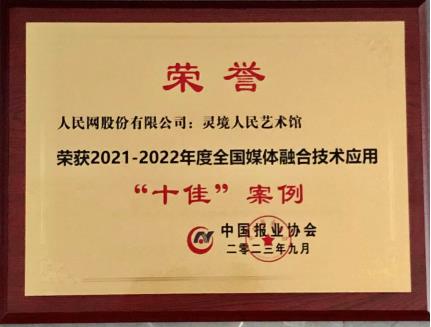 荣誉
人民网股份有限公司：灵境人民艺术馆
荣获2021-2022年度全国媒体融合技术应用
“十佳”案例
中国报业协会
二零二三年九月